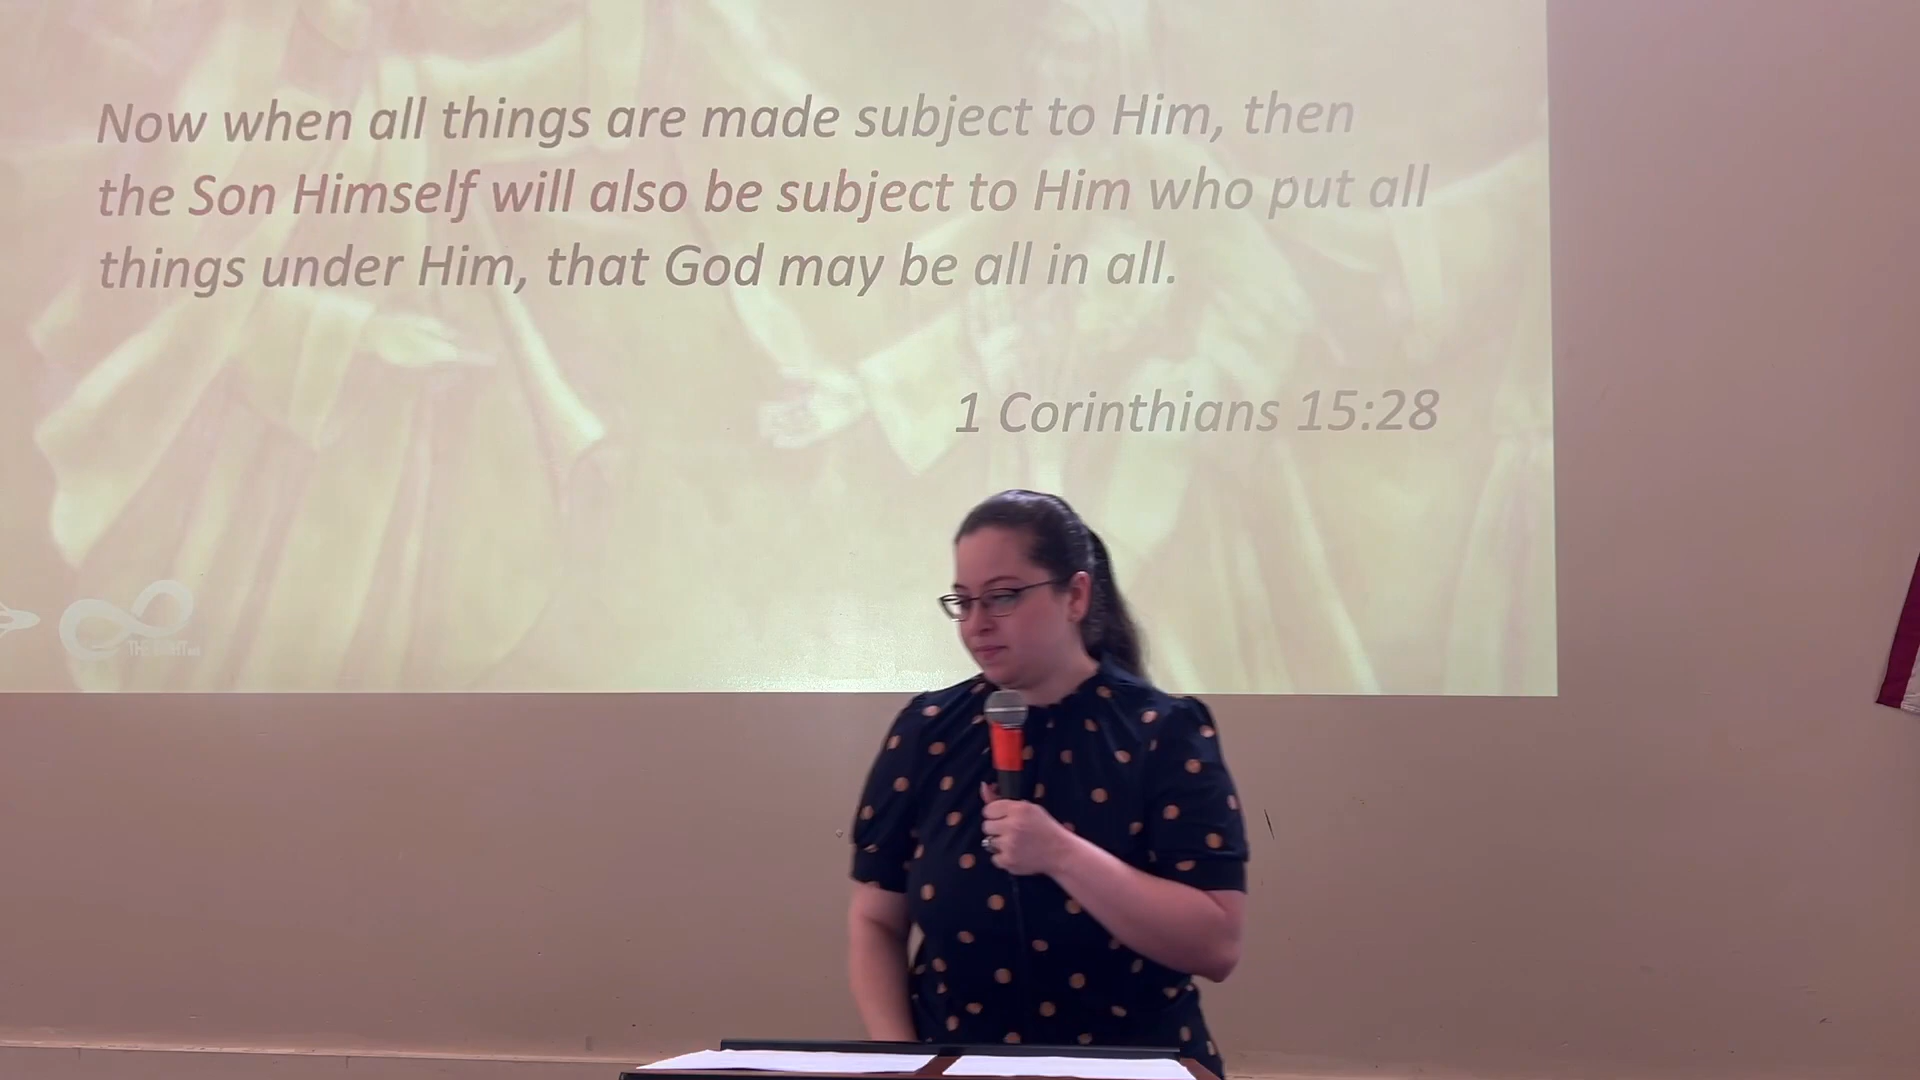 Now when all things are made subject to Him, then
the Son Himself will also be subject to Him who put all
things under Him, that God may be all in all.
1 Corinthians 15:28